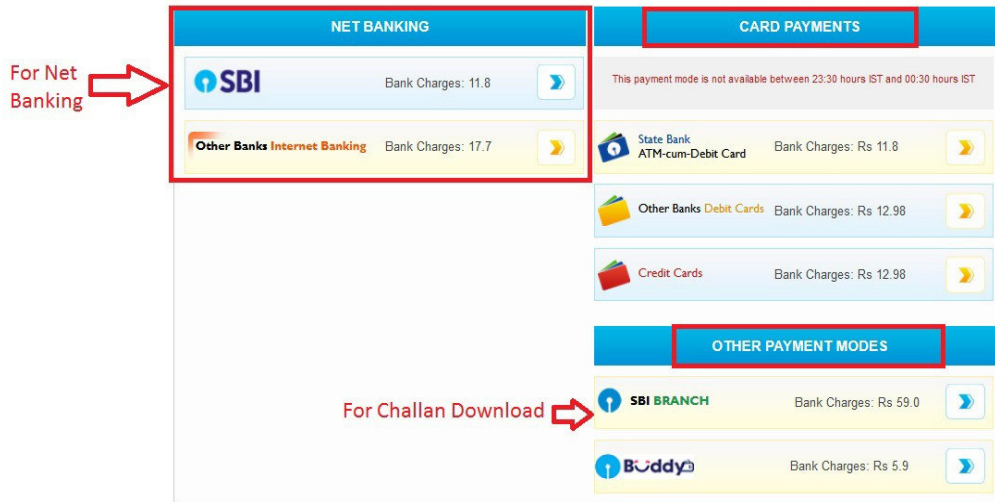 NET BANKING
For Net
Banking
SBI
Bank Charges: 11.8
Other Banks Internet Banking
Bank Charges: 17.7
CARD PAYMENTS
This payment mode is not available between 23:30 hours IST and 00:30 hours IST
State Bank
ATM-cum-Debit Card
Bank Charges: Rs 11.8
Other Banks Debit Cards
Bank Charges: Rs 12.98
Credit Cards
Bank Charges: Rs 12.98
OTHER PAYMENT MODES
For Challan Download
SBI BRANCH
Bank Charges: Rs 59.0
Buddy
Bank Charges: Rs 5.9